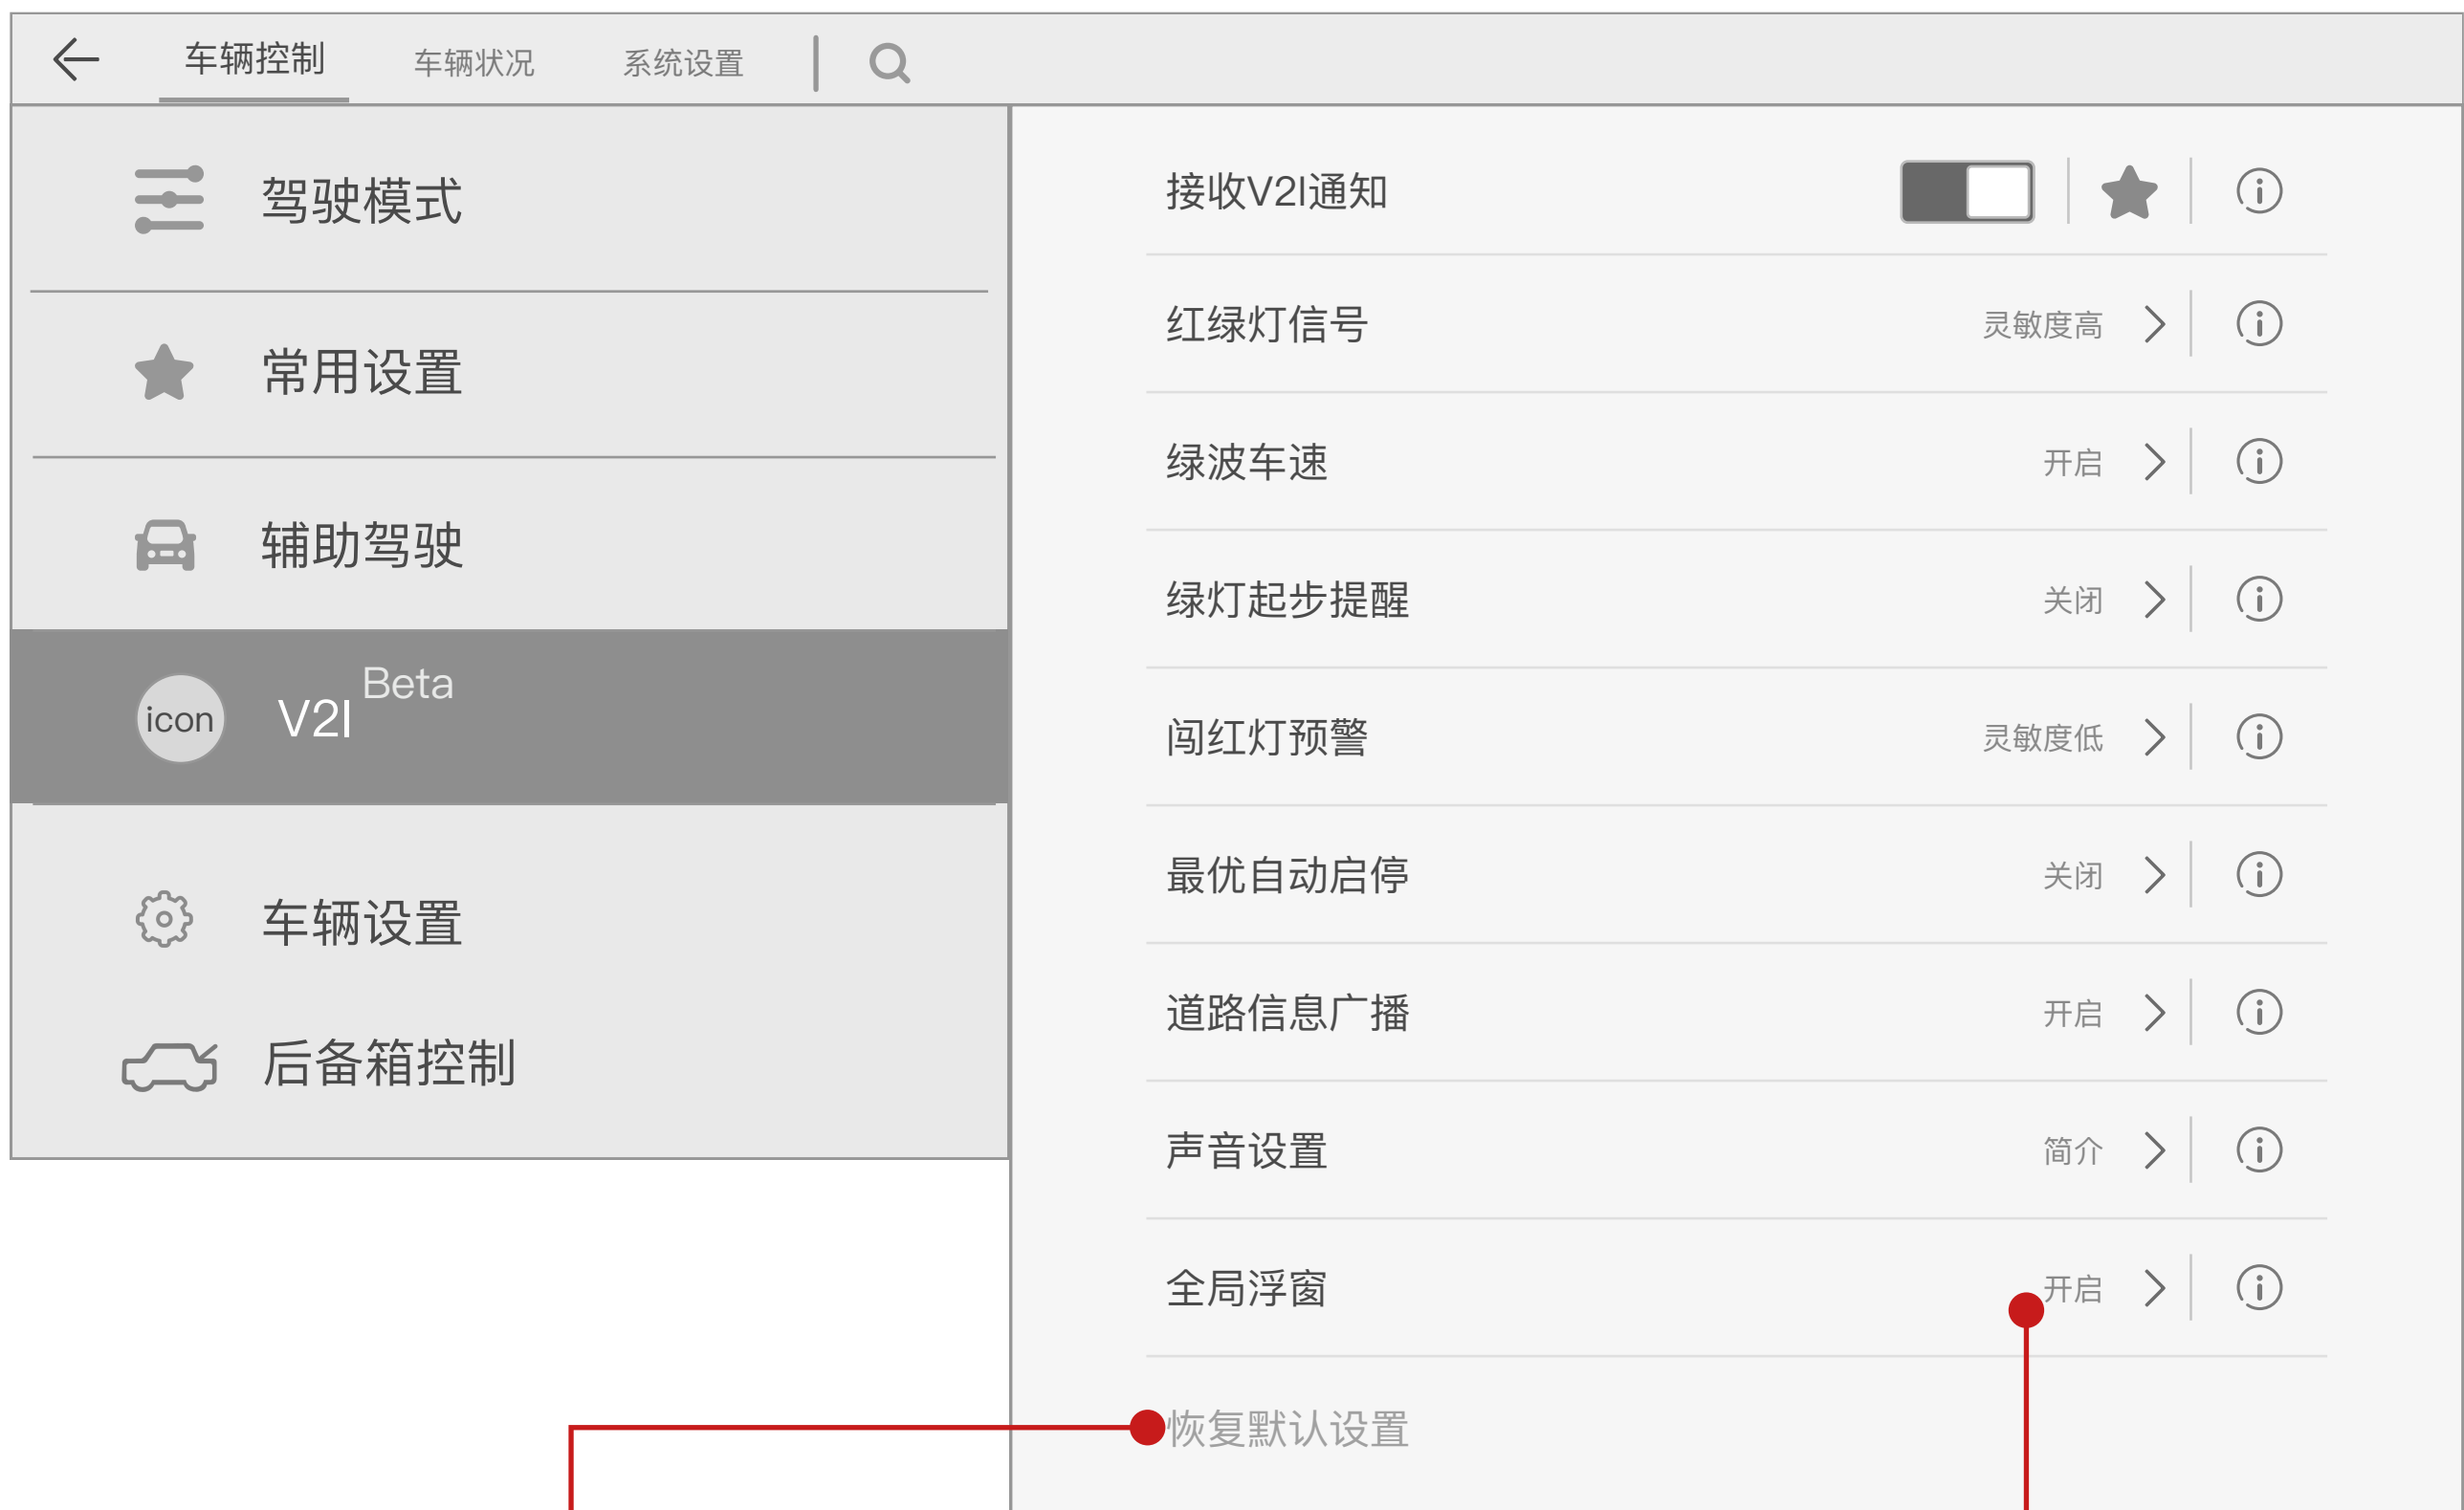 车辆控制 车辆状况 系统设置
驾驶模式
常用设置
辅助驾驶
icon V2I Beta
车辆设置
后备箱控制
接收V2I通知
红绿灯信号 灵敏度高
绿波车速 开启
绿灯起步提醒 关闭
闯红灯预警 灵敏度低
最优自动启停 关闭
道路信息广播 开启
声音设置 简介
全局浮窗 开启
恢复默认设置